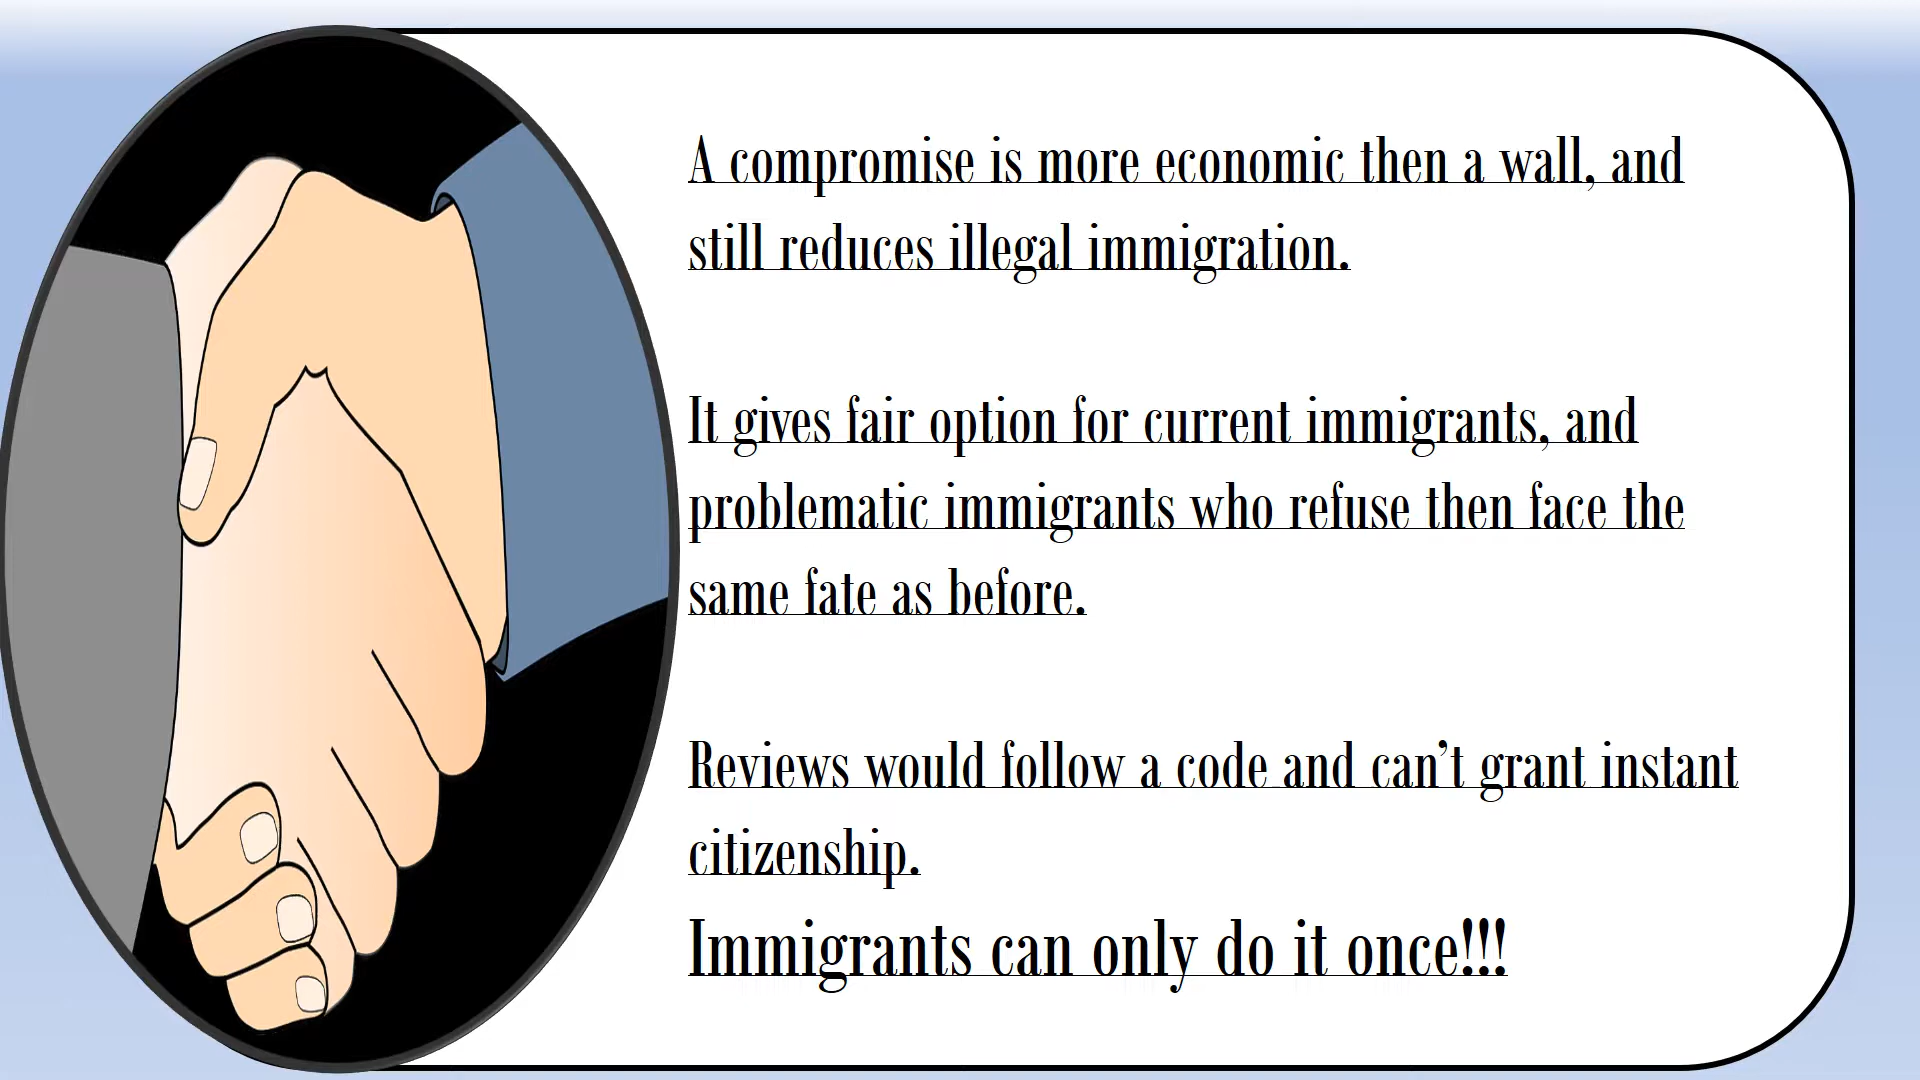 A compromise is more economic then a wall, and
still reduces illegal immigration.
It gives fair option for current immigrants, and
problematic immigrants who refuse then face the
same fate as before.
Reviews would follow a code and can’t grant instant
citizenship.
Immigrants can only do it once!!!